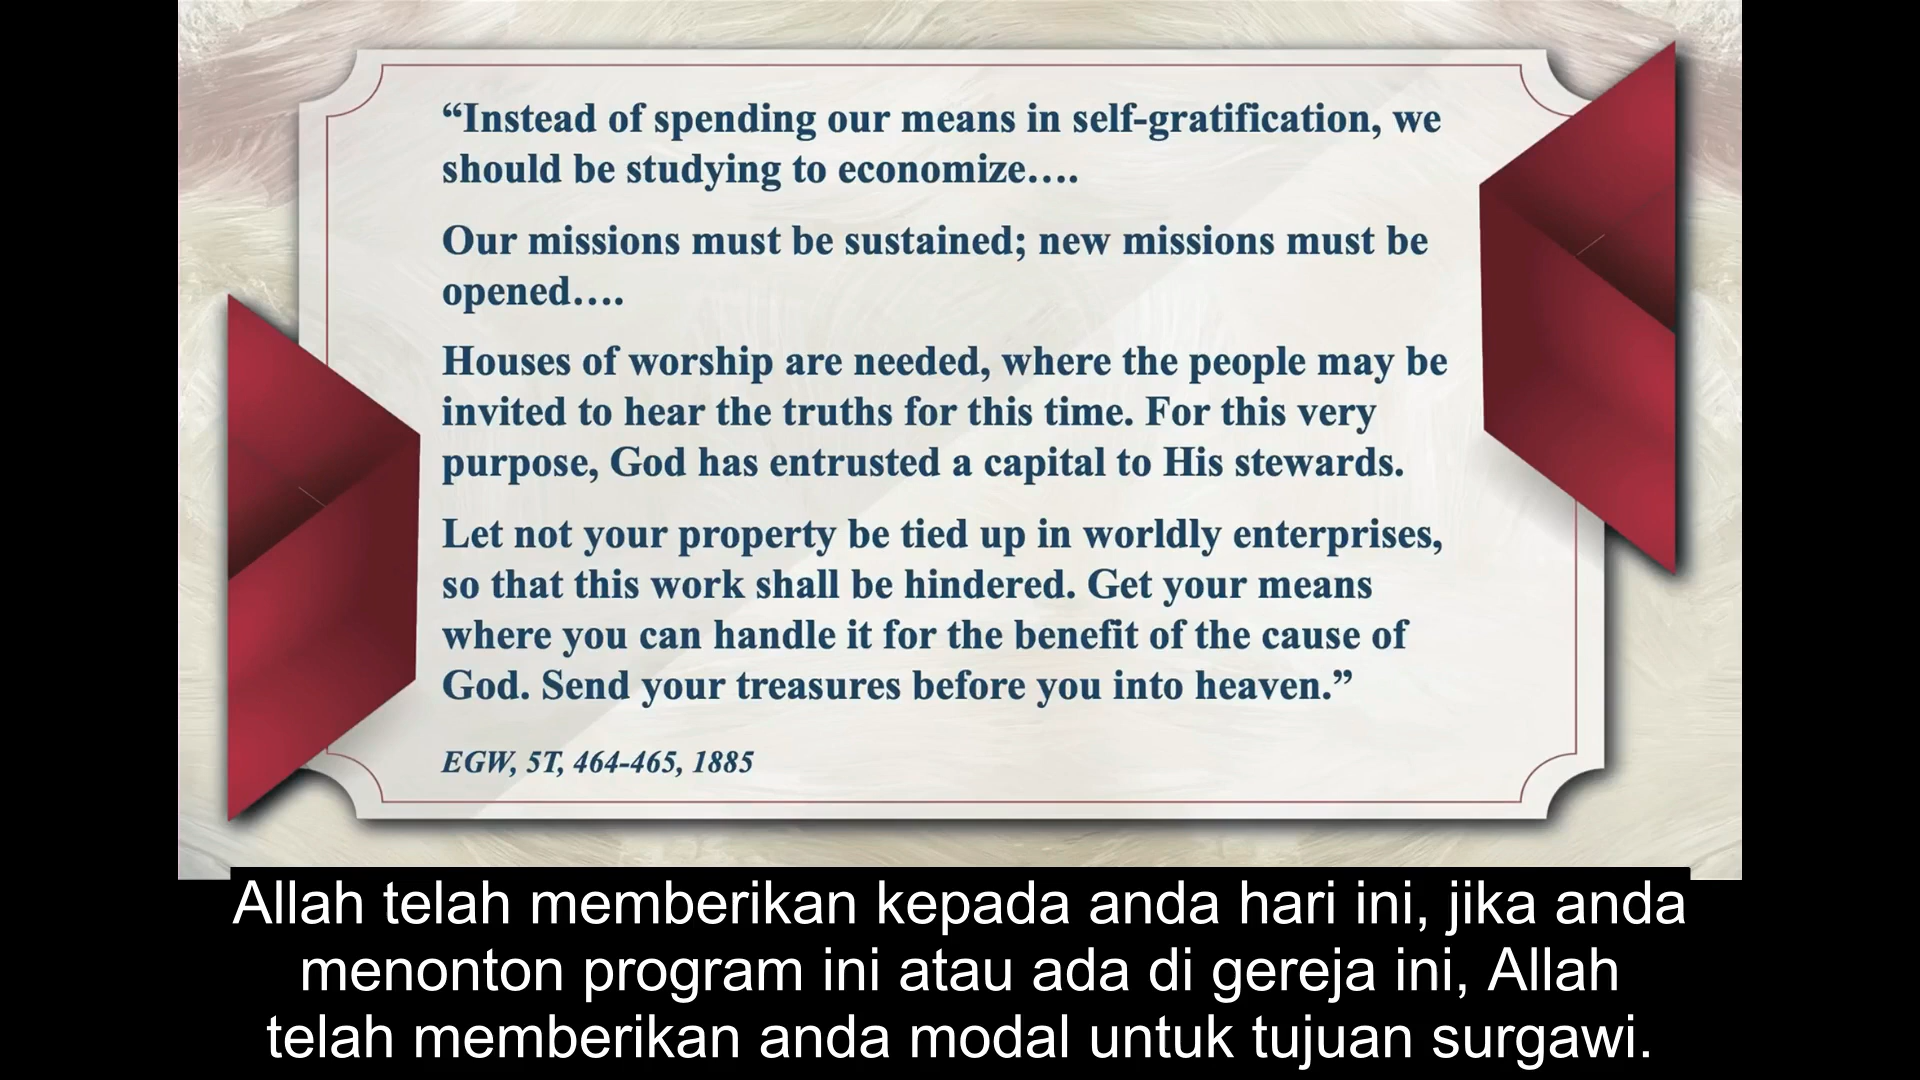 “Instead of spending our means in self-gratification, we
should be studying to economize….
Our missions must be sustained; new missions must be
opened….
Houses of worship are needed, where the people may be
invited to hear the truths for this time. For this very
purpose, God has entrusted a capital to His stewards.
Let not your property be tied up in worldly enterprises,
so that this work shall be hindered. Get your means
where you can handle it for the benefit of the cause of
God. Send your treasures before you into heaven.”
EGW, 5T, 464-465, 1885
Allah telah memberikan kepada anda hari ini, jika anda
menonton program ini atau ada di gereja ini, Allah
telah memberikan anda modal untuk tujuan surgawi.